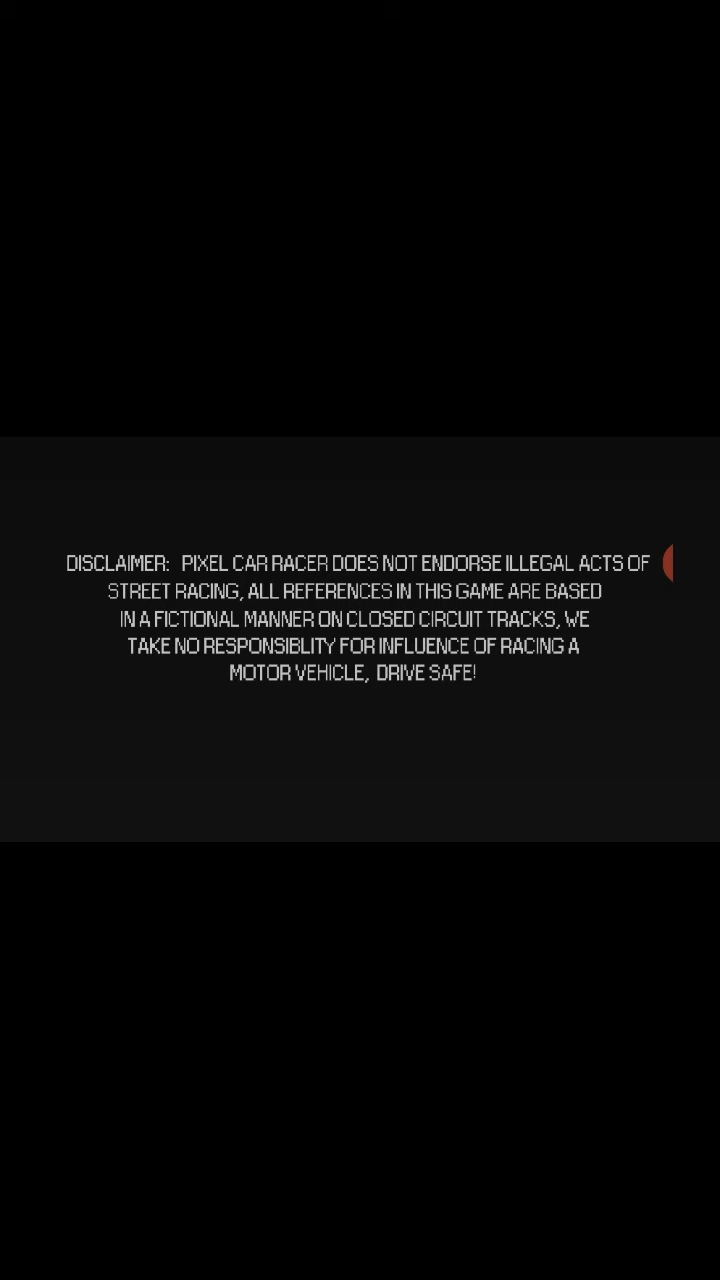 DISCLAIMER: PIXEL CAR RACER DOES NOT ENDORSE ILLEGAL ACTS OF
STREET RACING, ALL REFERENCES IN THIS GAME ARE BASED
IN A FICTIONAL MANNER ON CLOSED CIRCUIT TRACKS, WE
TAKE NO RESPONSIBLITY FOR INFLUENCE OF RACING A
MOTOR VEHICLE, DRIVE SAFE!